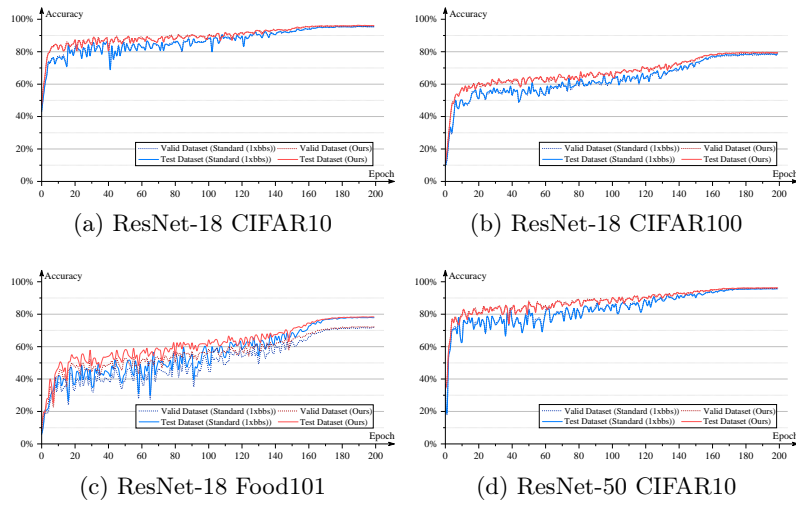 Accuracy
100%
80%
60%
40%
20%
0%
Valid Dataset (Standard (1xbbs)) Valid Dataset (Ours)
Test Dataset (Standard (1xbbs)) Test Dataset (Ours)
Epoch
0 20 40 60 80 100 120 140 160 180 200
(a) ResNet-18 CIFAR10
Accuracy
100%
80%
60%
40%
20%
0%
Valid Dataset (Standard (1xbbs)) Valid Dataset (Ours)
Test Dataset (Standard (1xbbs)) Test Dataset (Ours)
Epoch
0 20 40 60 80 100 120 140 160 180 200
(b) ResNet-18 CIFAR100
Accuracy
100%
80%
60%
40%
20%
0%
Valid Dataset (Standard (1xbbs)) Valid Dataset (Ours)
Test Dataset (Standard (1xbbs)) Test Dataset (Ours)
Epoch
0 20 40 60 80 100 120 140 160 180 200
(c) ResNet-18 Food101
Accuracy
100%
80%
60%
40%
20%
0%
Valid Dataset (Standard (1xbbs)) Valid Dataset (Ours)
Test Dataset (Standard (1xbbs)) Test Dataset (Ours)
Epoch
0 20 40 60 80 100 120 140 160 180 200
(d) ResNet-50 CIFAR10